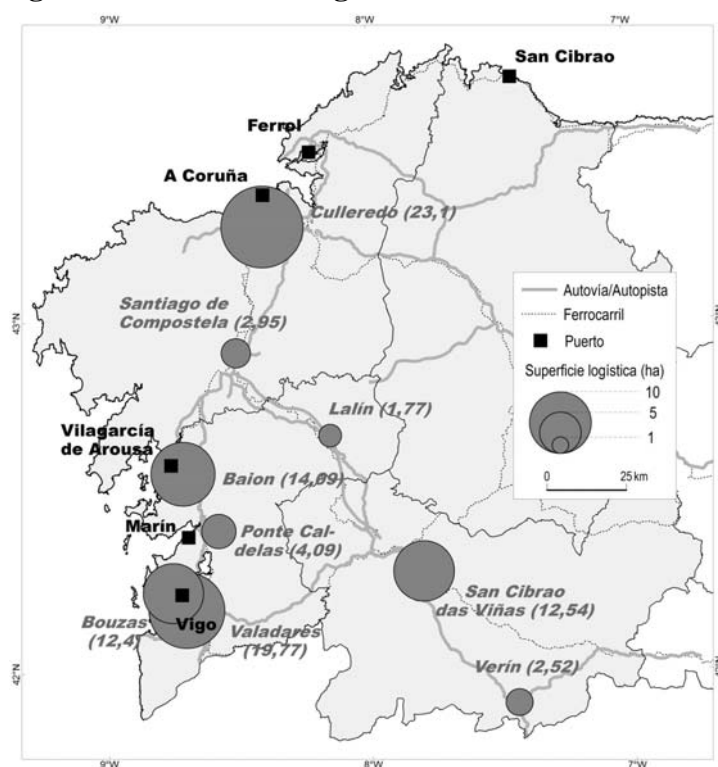 9°W
8°W
7°W
San Cibrao
Ferrol
A Coruña
Culleredo (23,1)
Autovía/Autopista
Ferrocarril
Puerto
Superficie logística (ha)
10
5
1
0
25 km
43°N
Santiago de
Compostela (2,95)
Lalín (1,77)
Vilagarcía
de Arousa
Baion (14,09)
Marín
Ponte Cal-
delas (4,09)
San Cibrao
das Viñas (12,54)
Bouzas
(12,4)
Vigo
Valadares
(19,77)
Verín (2,52)
42°N
9°W
8°W
7°W